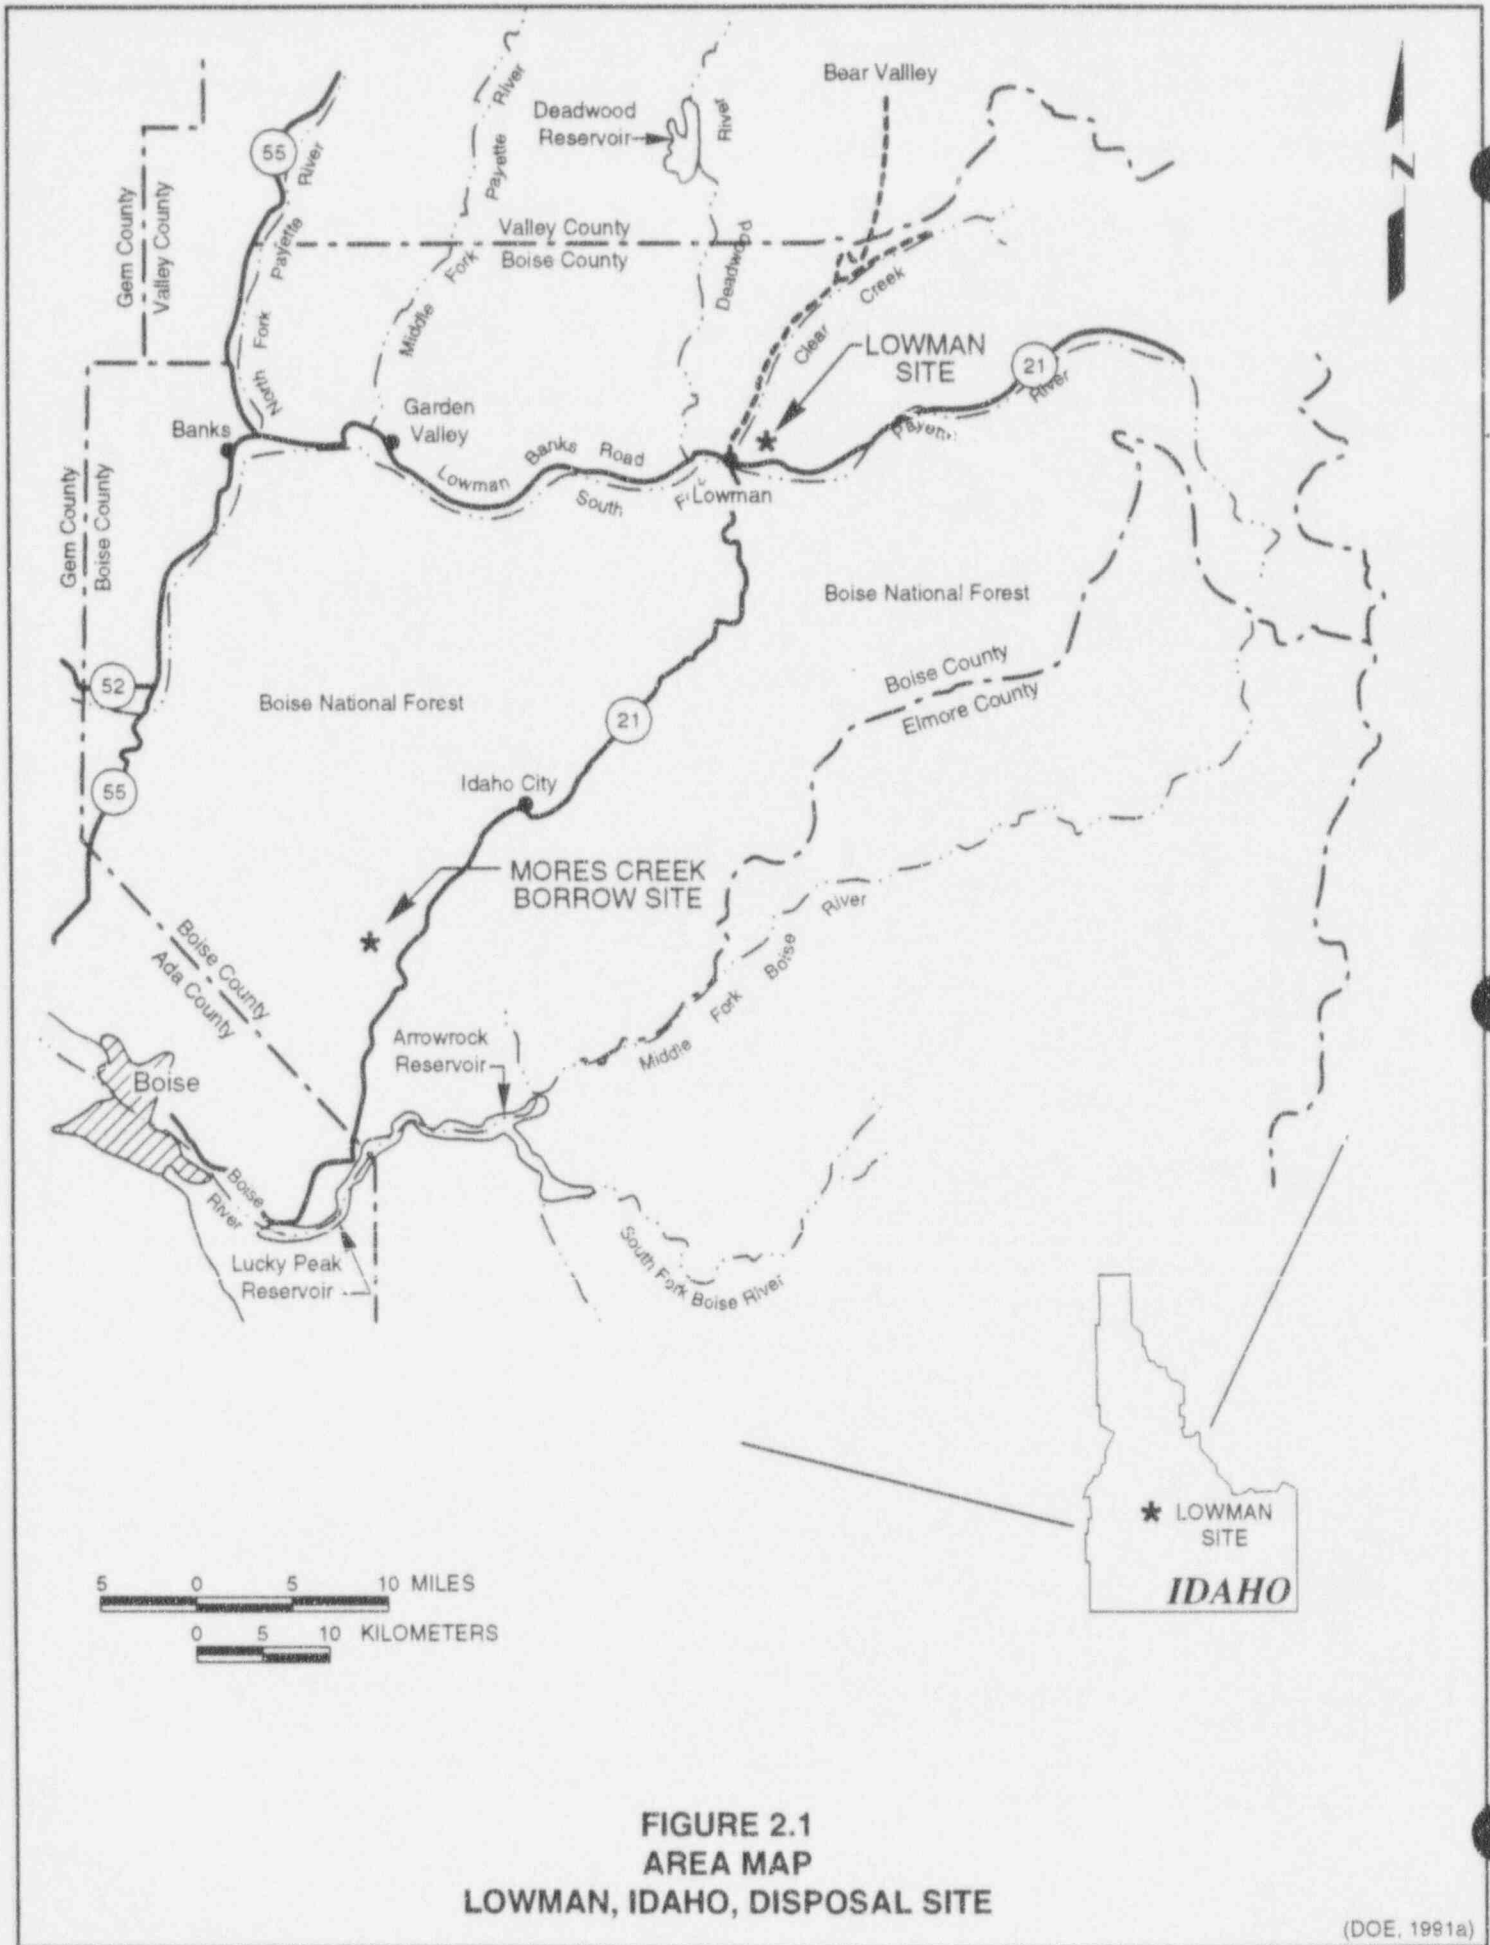 Bear Vallley
River
Deadwood
Reservoir
River
N
55
River
Payette
Gem County
Valley County
Payette
Valley County
Boise County
Fork
Deadwood
Creek
Fork
Middle
Clear
LOWMAN
SITE
21
River
North
Garden
Valley
Banks
Payette
Lowman Banks Road
South
Lowman
Gem County
Boise County
Boise National Forest
Boise County
Elmore County
52
Boise National Forest
21
Idaho City
55
MORES CREEK
BORROW SITE
River
Boise
Fork
Middle
Boise County
Ada County
Arrowrock
Reservoir
Boise
Boise
River
South Fork Boise River
Lucky Peak
Reservoir
LOWMAN
SITE
IDAHO
5 0 5 10 MILES
0 5 10 KILOMETERS
FIGURE 2.1
AREA MAP
LOWMAN, IDAHO, DISPOSAL SITE
(DOE, 1991a)